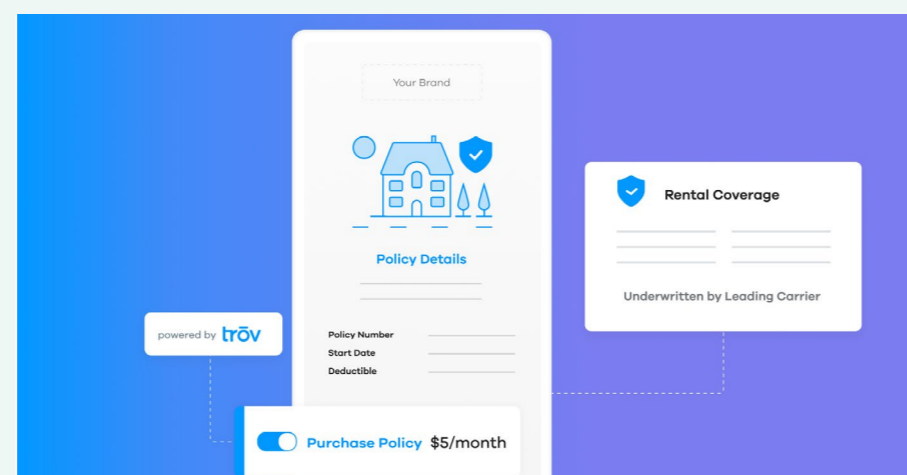 Your Brand
Policy Details
Policy Number
Start Date
Deductible
Purchase Policy $5/month
powered by trōv
Rental Coverage
Underwritten by Leading Carrier